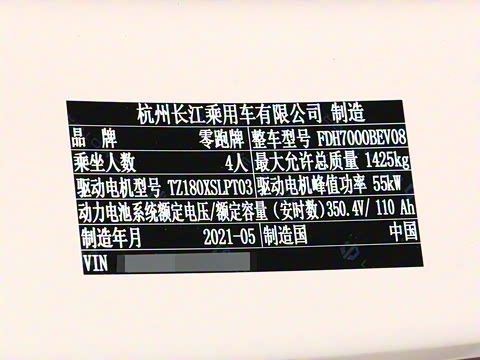 杭州长江乘用车有限公司 制造
品 牌 零跑牌 整车型号 FDH7000BEV08
乘坐人数 4人 最大允许总质量 1425kg
驱动电机型号 TZ180XSLPT03 驱动电机峰值功率 55kW
动力电池系统额定电压/额定容量（安时数）350.4V/ 110 Ah
制造年月 2021-05 制造国 中国
VIN